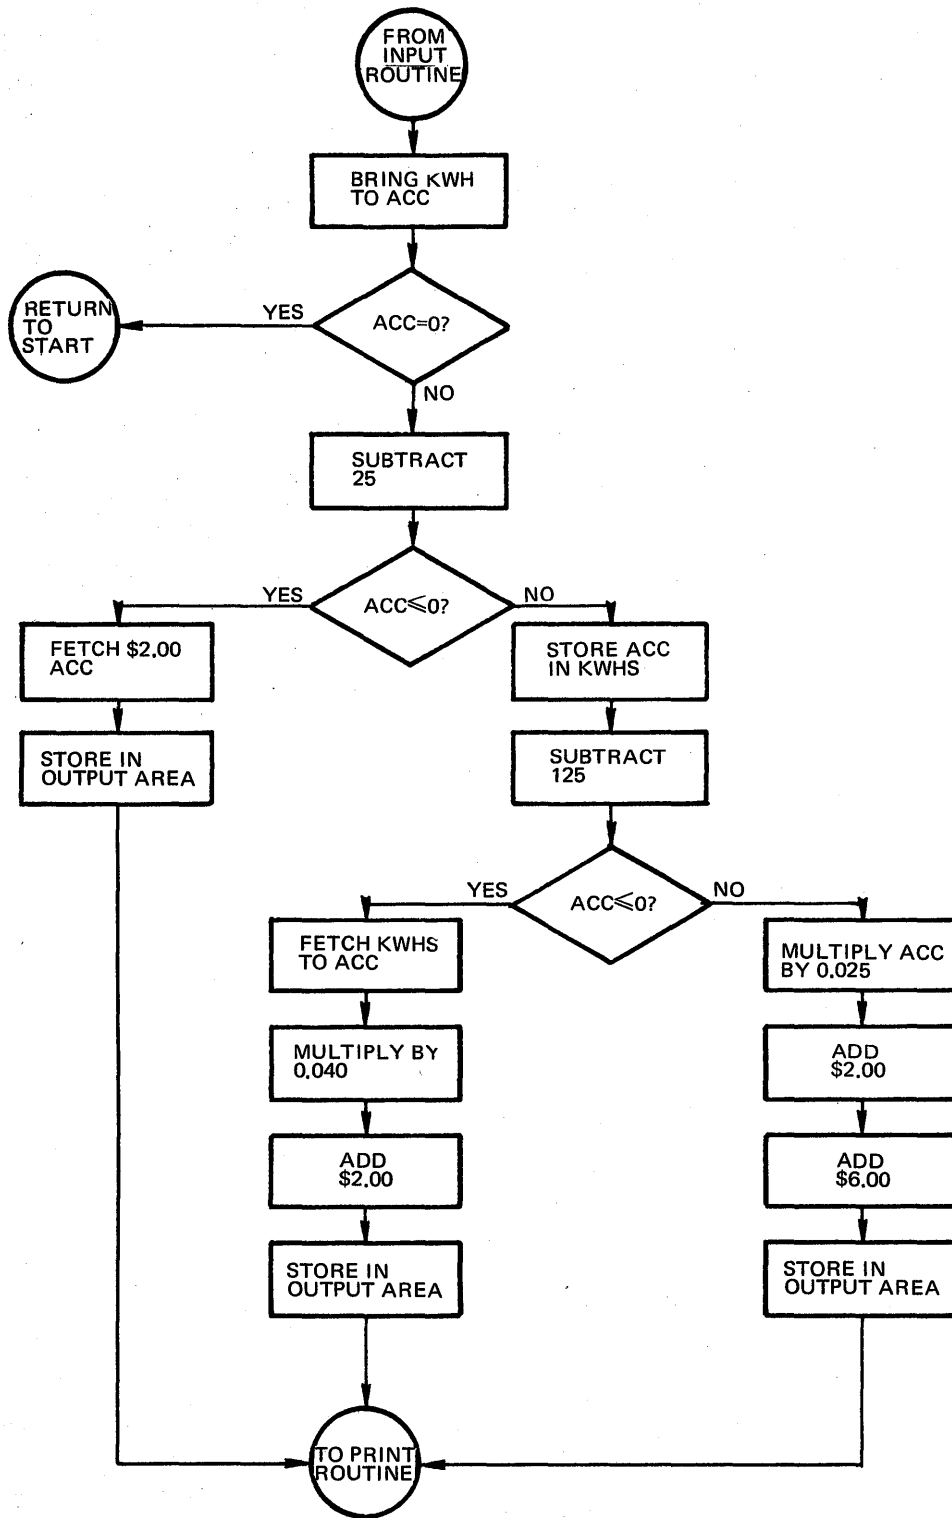 FROM
INPUT
ROUTINE
BRING KWH
TO ACC
RETURN
TO
START
YES
ACC=0?
NO
SUBTRACT
25
YES
ACC≤0?
NO
FETCH $2.00
ACC
STORE ACC
IN KWHS
STORE IN
OUTPUT AREA
SUBTRACT
125
YES
ACC≤0?
NO
FETCH KWHS
TO ACC
MULTIPLY ACC
BY 0.025
MULTIPLY BY
0.040
ADD
$2.00
ADD
$2.00
ADD
$6.00
STORE IN
OUTPUT AREA
STORE IN
OUTPUT AREA
TO PRINT
ROUTINE